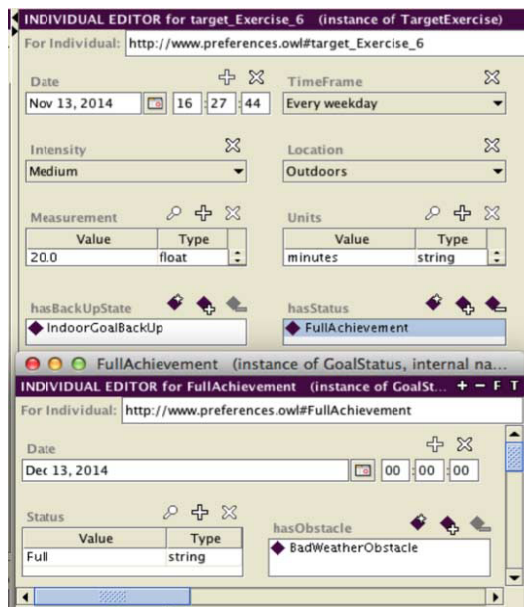 INDIVIDUAL EDITOR for target_Exercise_6 (instance of TargetExercise)
For Individual: http://www.preferences.owl#target_Exercise_6
Date TimeFrame
Nov 13, 2014 16 :27 :44 Every weekday
Intensity Location
Medium Outdoors
Measurement Units
Value Type Value Type
20.0 float minutes string
hasBackUpState hasStatus
IndoorGoalBackUp FullAchievement
FullAchievement (instance of GoalStatus, internal na...
INDIVIDUAL EDITOR for FullAchievement (instance of GoalSt... + − F T
For Individual: http://www.preferences.owl#FullAchievement
Date
Dec 13, 2014 00 :00 :00
Status hasObstacle
Value Type BadWeatherObstacle
Full string